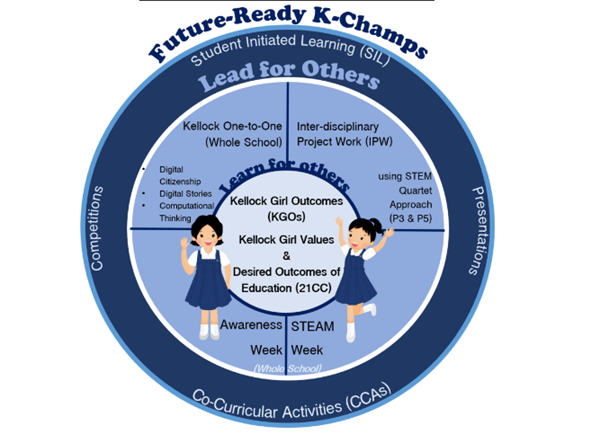 Future-Ready K-Champs
Student Initiated Learning (SIL)
Lead for Others
Kellock One-to-One
(Whole School)
Inter-disciplinary
Project Work (IPW)
• Digital
Citizenship
• Digital Stories
• Computational
Thinking
using STEM
Quartet
Approach
(P3 & P5)
Learn for others
Kellock Girl Outcomes
(KGOs)
Kellock Girl Values
&
Desired Outcomes of
Education (21CC)
Competitions
Presentations
Awareness
Week
STEAM
Week
(Whole School)
Co-Curricular Activities (CCAs)